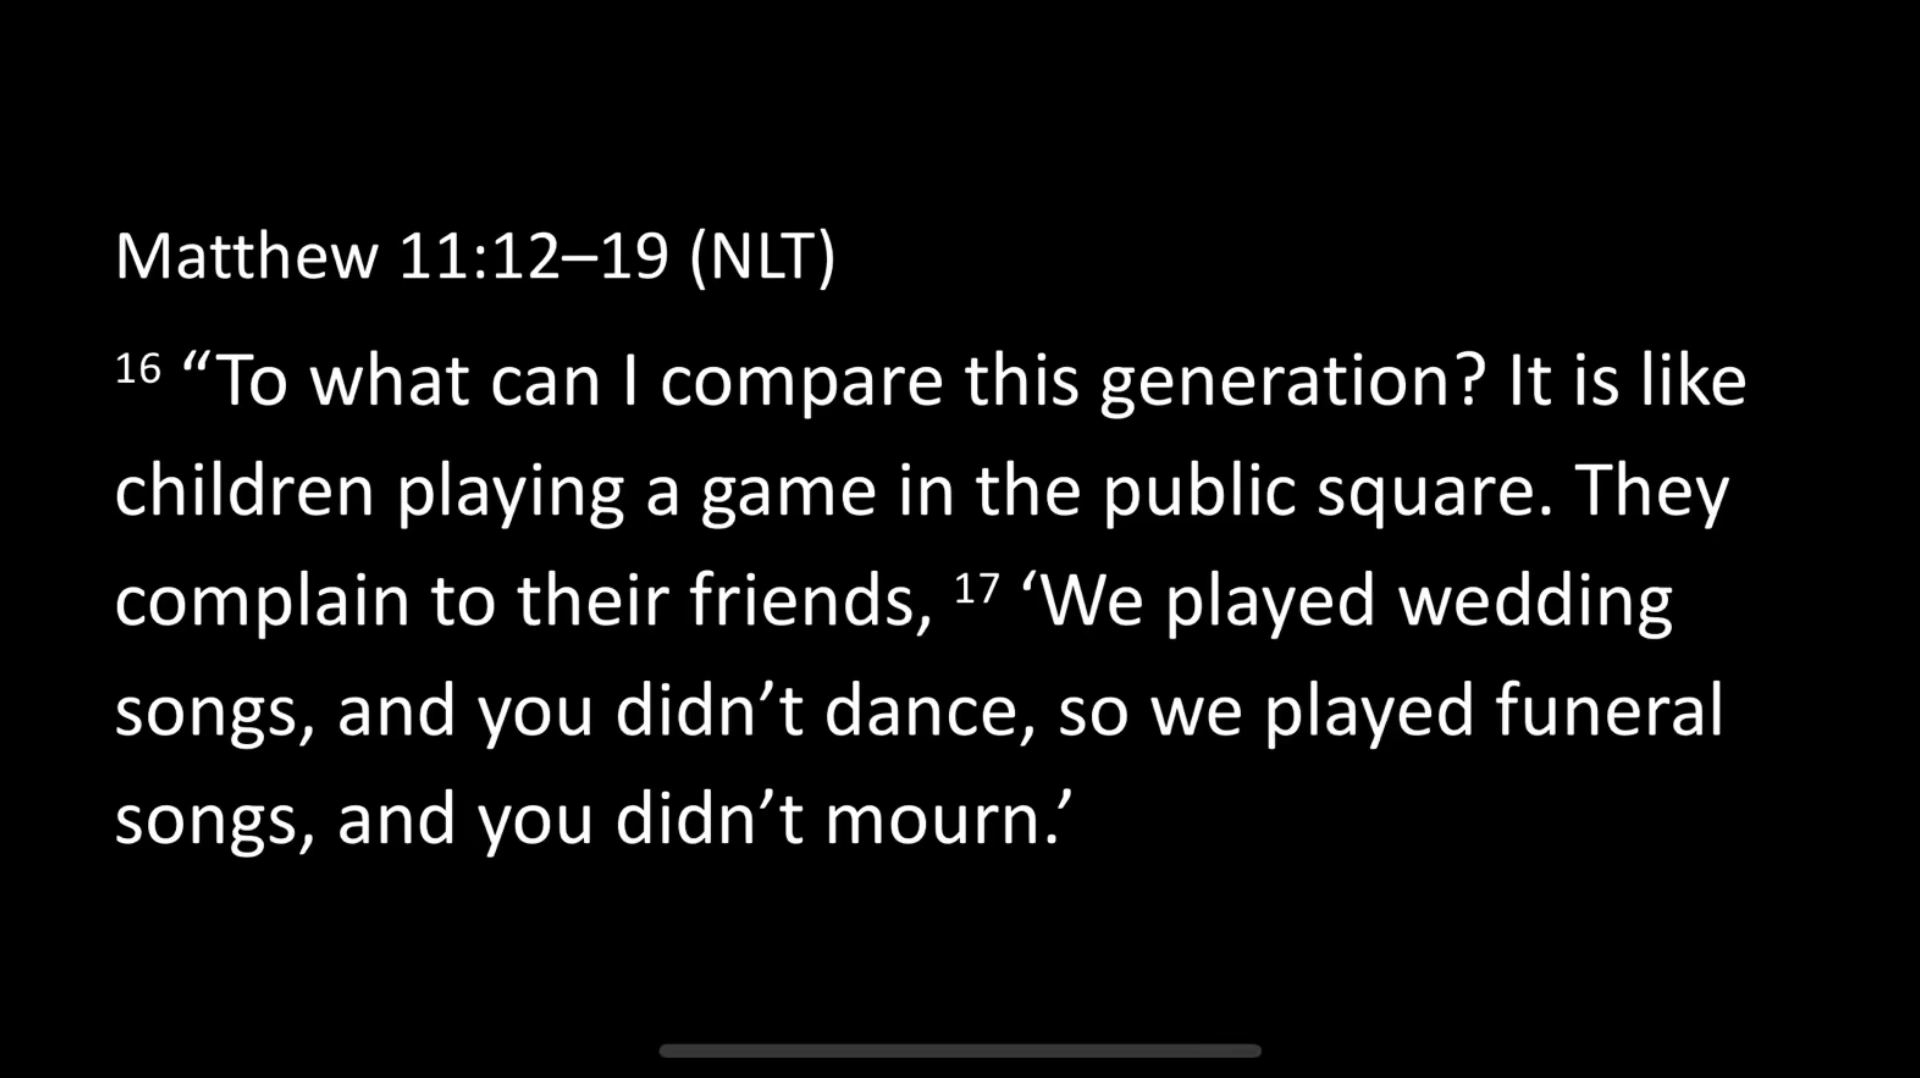 Matthew 11:12–19 (NLT)
16 “To what can I compare this generation? It is like
children playing a game in the public square. They
complain to their friends, 17 ‘We played wedding
songs, and you didn’t dance, so we played funeral
songs, and you didn’t mourn.’